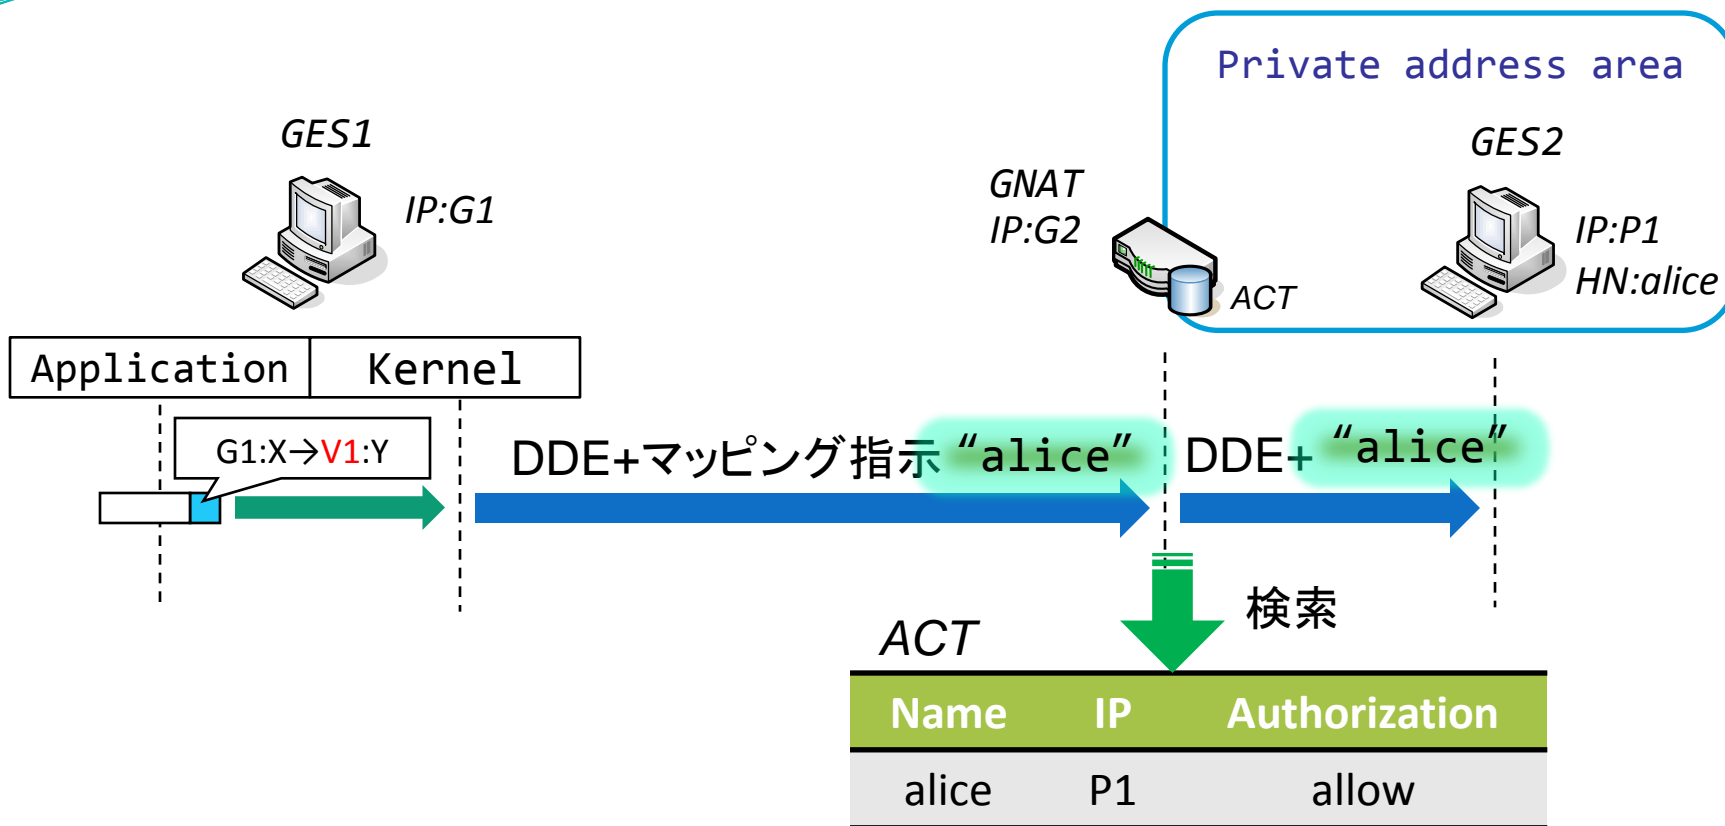 Private address area
GES1
IP:G1
GNAT
IP:G2
ACT
GES2
IP:P1
HN:alice
Application
Kernel
G1:X→V1:Y
DDE+マッピング指示 “alice”
DDE+ “alice”
検索
ACT
Name IP Authorization
alice P1 allow